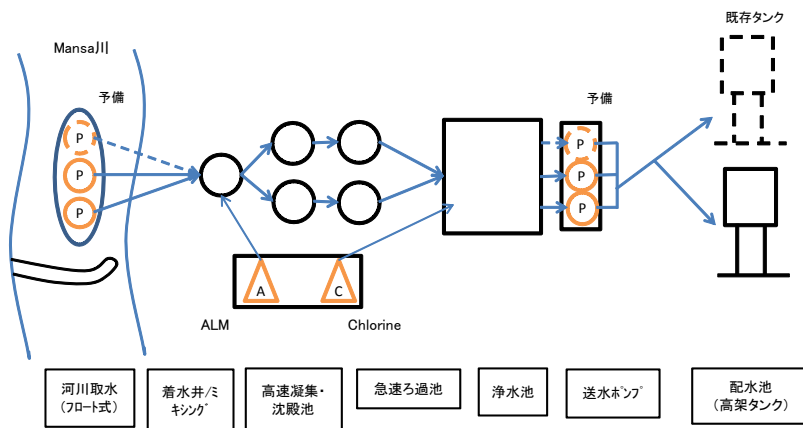 既存タンク
Mansa川
予備
予備
P
P
P
P
P
P
A
C
ALM
Chlorine
河川取水
(フロート式)
着水井/ミ
キシング
高速凝集・
沈殿池
急速ろ過池
浄水池
送水ポンプ
配水池
(高架タンク)